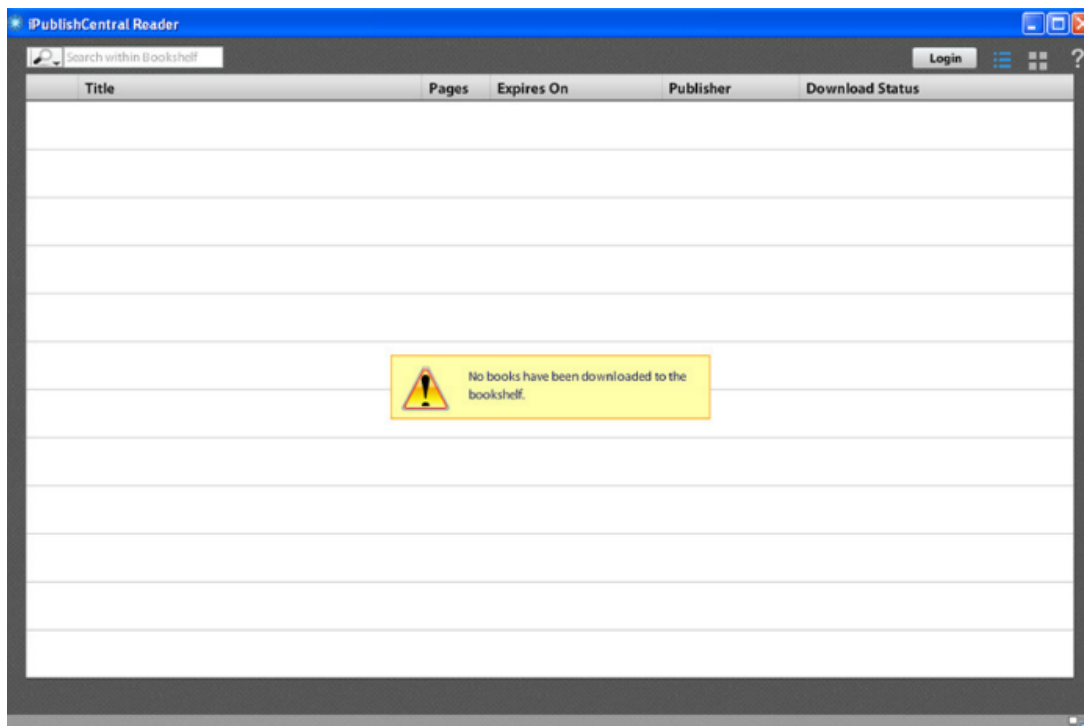 iPublishCentral Reader
Search within Bookshelf
Login
?
Title Pages Expires On Publisher Download Status
No books have been downloaded to the
bookshelf.